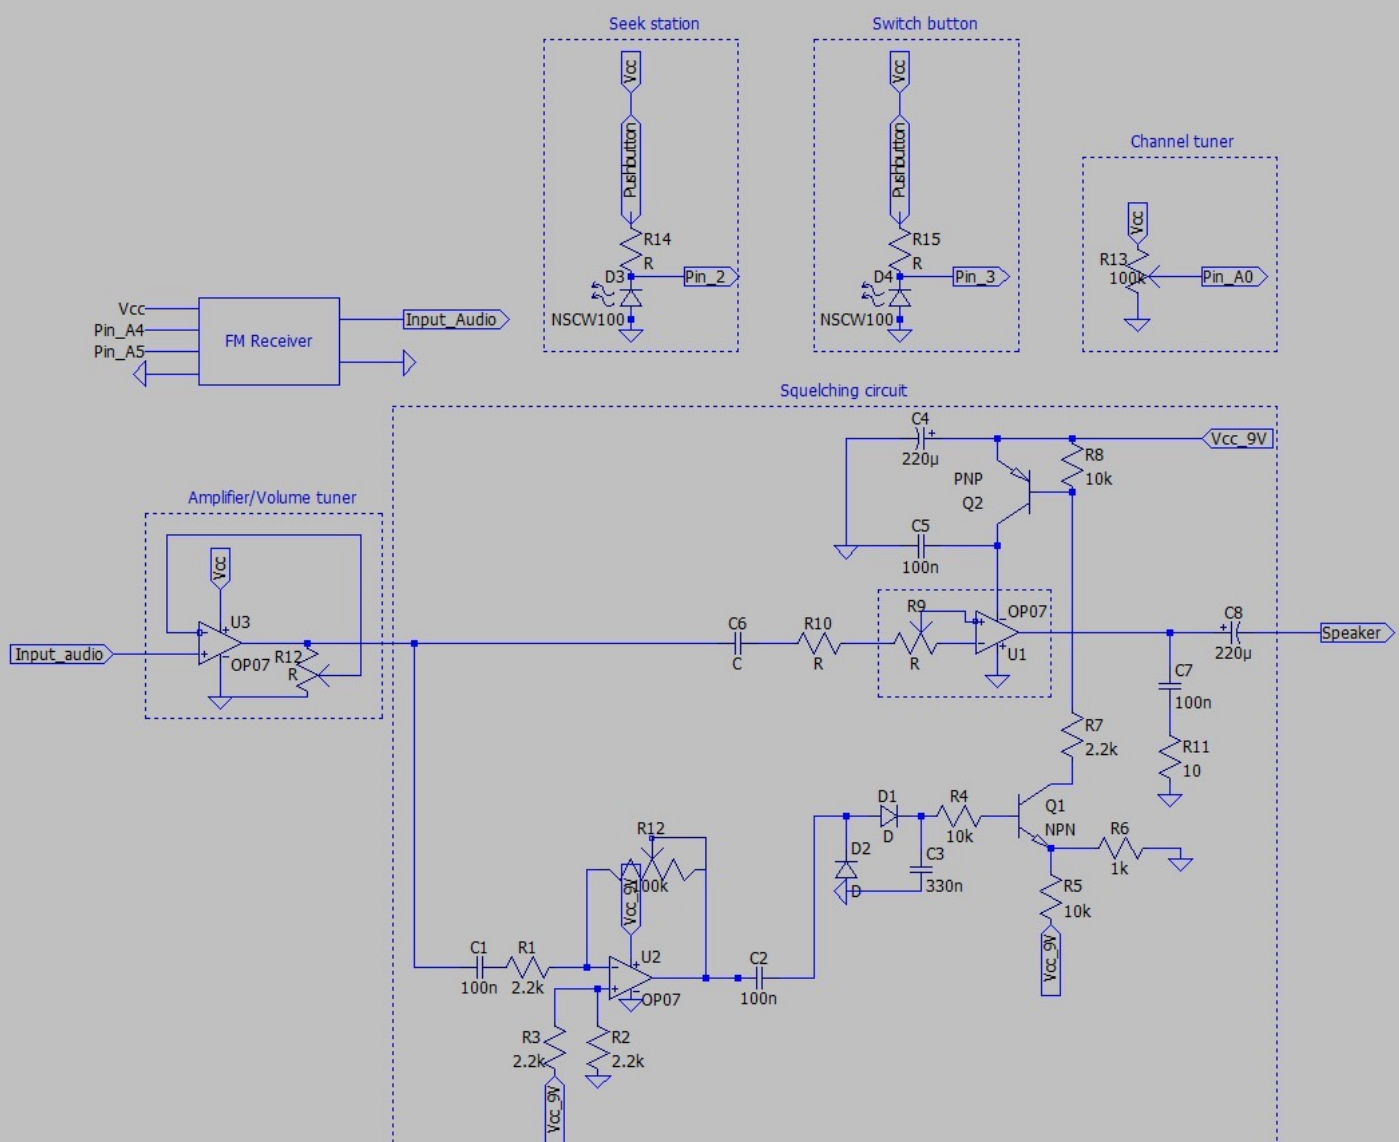 Seek station
Switch button
Vcc
Vcc
Pushbutton
Pushbutton
Channel tuner
Vcc
R14
R
R15
R
R13
100k
D3
Pin_2
D4
Pin_3
Pin_A0
NSCW100
NSCW100
Vcc
Pin_A4
Pin_A5
FM Receiver
Input_Audio
Squelching circuit
C4
220µ
Vcc_9V
R8
10k
PNP
Q2
Amplifier/Volume tuner
C5
100n
Vcc
U3
R9
OP07
C6
R10
C8
Input_audio
R12
OP07
R
C
R
R
U1
Speaker
220µ
C7
100n
R7
2.2k
R11
10
D1
D
R4
10k
Q1
NPN
R6
1k
R12
100k
Vcc_9V
D2
D
C3
330n
R5
10k
C1
100n
R1
2.2k
U2
OP07
C2
100n
Vcc_9V
R3
2.2k
R2
2.2k
Vcc_9V